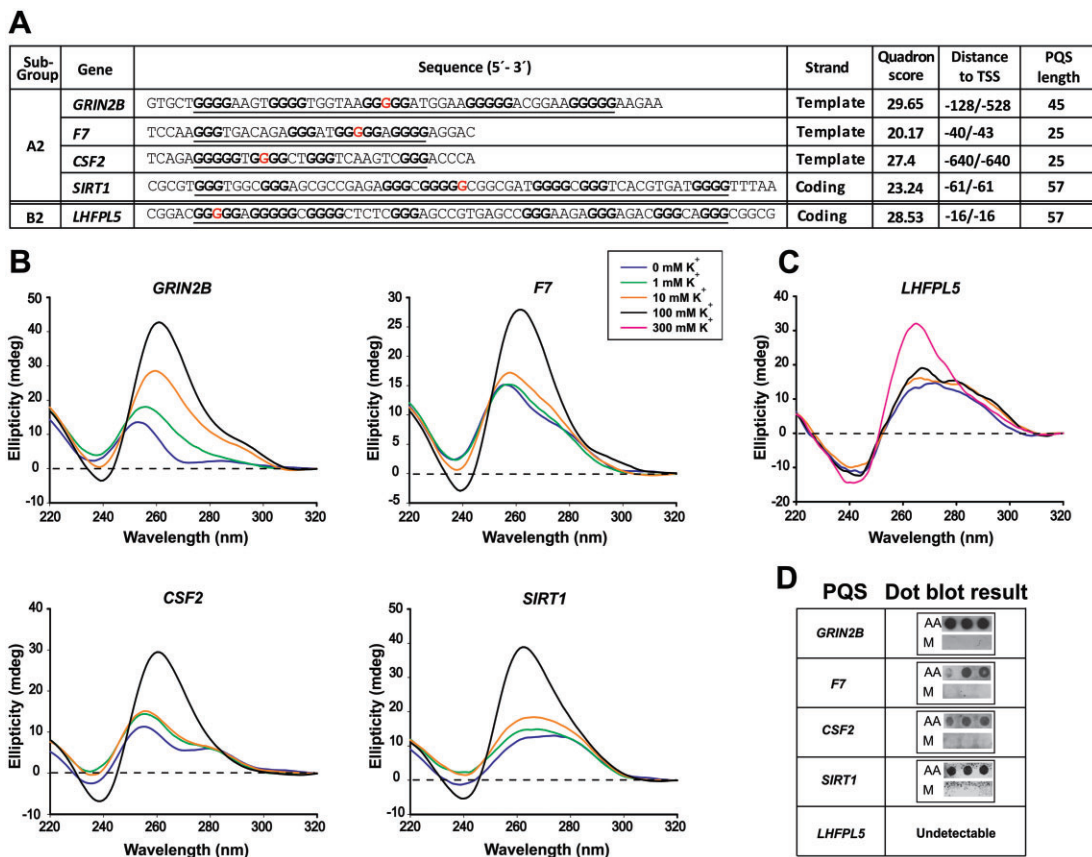 A
Sub-Group Gene Sequence (5´- 3´) Strand Quadron score Distance to TSS PQS length
A2
GRIN2B GTGCTGGGGAAGTGGGGTGGTAAGGGGGATGGAAGGGGGACGGAAGGGGGAAGAA Template 29.65 -128/-528 45
F7 TCCAAGGGTGACAGAGGGATGGGGGAGGGGAGGAC Template 20.17 -40/-43 25
CSF2 TCAGAGGGGGTGGGGCTGGGTCAAGTCGGGACCCA Template 27.4 -640/-640 25
SIRT1 CGCGTGGGTGGCGGGAGCGCCGAGAGGGCGGGGGCGGCGATGGGGCGGGTCACGTGATGGGGTTTAA Coding 23.24 -61/-61 57
B2 LHFPL5 CGGACGGGGGAGGGGGCGGGGCTCTCGGGAGCCGTGAGCCGGGAAGAGGGAGACGGGCAGGGCGGCG Coding 28.53 -16/-16 57
B
GRIN2B
Ellipticity (mdeg)
50
40
30
20
10
0
-10
220 240 260 280 300 320
Wavelength (nm)
F7
Ellipticity (mdeg)
30
25
20
15
10
5
0
-5
220 240 260 280 300 320
Wavelength (nm)
0 mM K+
1 mM K+
10 mM K+
100 mM K+
300 mM K+
C
LHFPL5
Ellipticity (mdeg)
40
30
20
10
0
-10
-20
220 240 260 280 300 320
Wavelength (nm)
CSF2
Ellipticity (mdeg)
40
30
20
10
0
-10
220 240 260 280 300 320
Wavelength (nm)
SIRT1
Ellipticity (mdeg)
50
40
30
20
10
0
-10
220 240 260 280 300 320
Wavelength (nm)
D
PQS Dot blot result
GRIN2B
AA
M
F7
AA
M
CSF2
AA
M
SIRT1
AA
M
LHFPL5 Undetectable